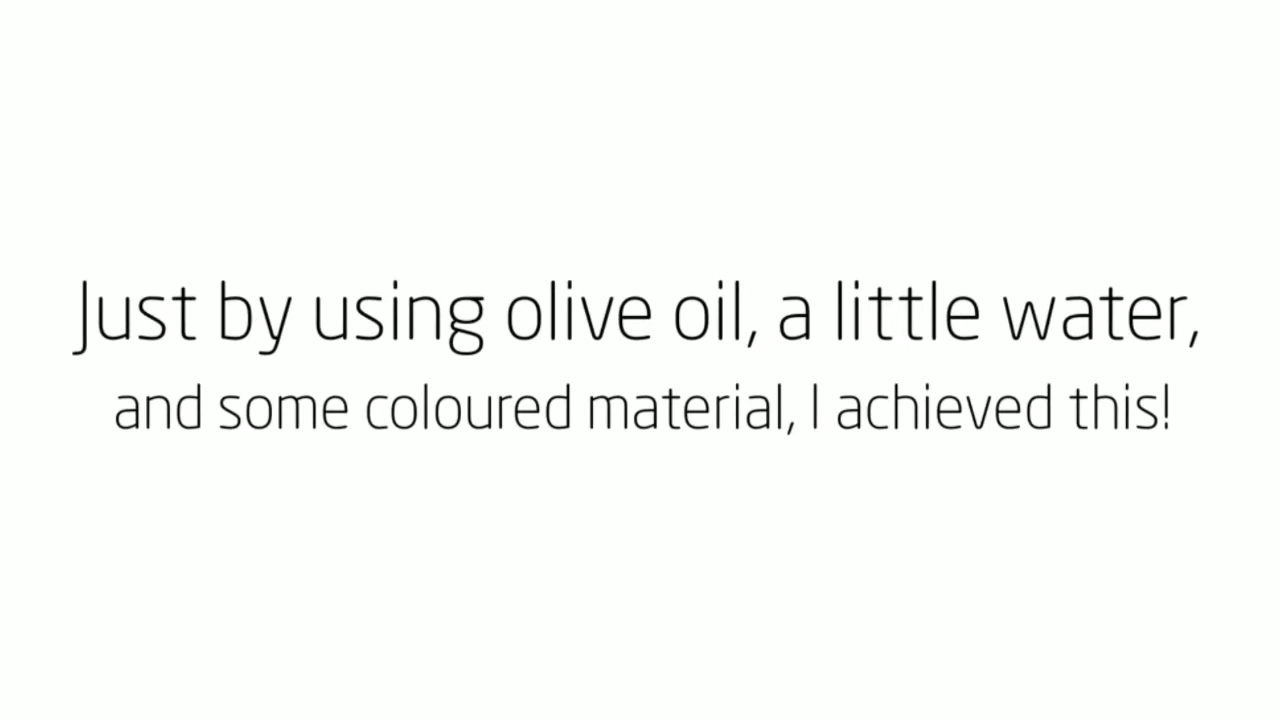 Just by using olive oil, a little water,
and some coloured material, I achieved this!